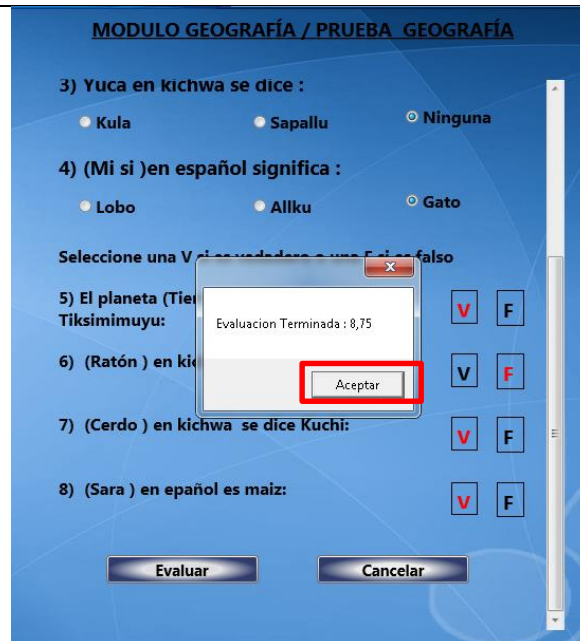 MODULO GEOGRAFÍA / PRUEBA GEOGRAFÍA
3) Yuca en kichwa se dice :
Kula Sapallu Ninguna
4) (Mi si )en español significa :
Lobo Allku Gato
Seleccione una V si es vedadero o una F si es falso
5) El planeta (Tier
Tiksimimuyu:
V F
Evaluacion Terminada : 8,75
Aceptar
6) (Ratón ) en kic
V F
7) (Cerdo ) en kichwa se dice Kuchi:
V F
8) (Sara ) en epañol es maiz:
V F
Evaluar Cancelar